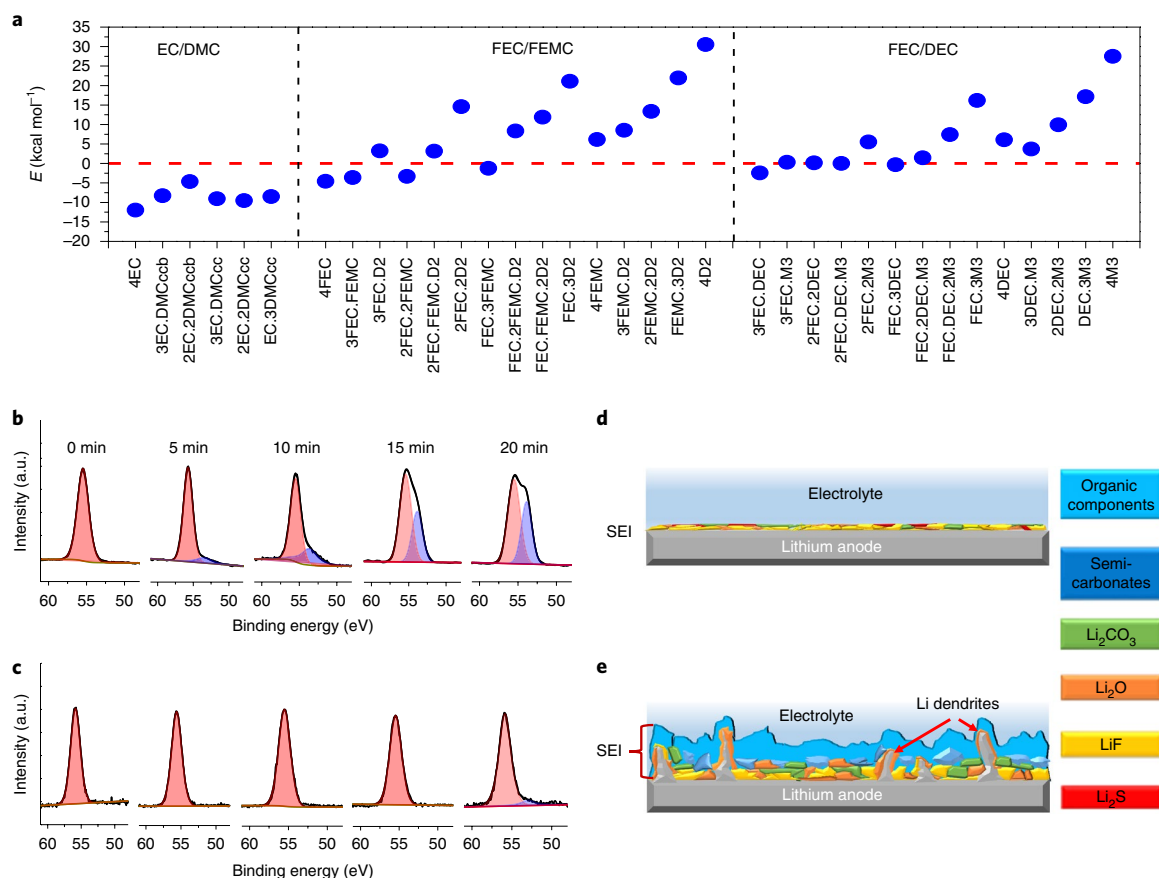 a
E (kcal mol⁻¹)
35
30
25
20
15
10
5
0
−5
−10
−15
−20
EC/DMC
FEC/FEMC
FEC/DEC
4EC
3EC.DMCccb
2EC.2DMCccb
3EC.DMCcc
2EC.2DMCcc
EC.3DMCcc
4FEC
3FEC.FEMC
3FEC.D2
2FEC.2FEMC
2FEC.FEMC.D2
2FEC.2D2
FEC.3FEMC
FEC.2FEMC.D2
FEC.FEMC.2D2
FEC.3D2
4FEMC
3FEMC.D2
2FEMC.2D2
FEMC.3D2
4D2
3FEC.DEC
3FEC.M3
2FEC.2DEC
2FEC.DEC.M3
2FEC.2M3
FEC.3DEC
FEC.2DEC.M3
FEC.DEC.2M3
FEC.3M3
4DEC
3DEC.M3
2DEC.2M3
DEC.3M3
4M3
b
Intensity (a.u.)
0 min
5 min
10 min
15 min
20 min
60 55 50
60 55 50
60 55 50
60 55 50
60 55 50
Binding energy (eV)
c
Intensity (a.u.)
60 55 50
60 55 50
60 55 50
60 55 50
60 55 50
Binding energy (eV)
d
Electrolyte
SEI
Lithium anode
e
Electrolyte
Li dendrites
SEI
Lithium anode
Organic
components
Semi-
carbonates
Li₂CO₃
Li₂O
LiF
Li₂S